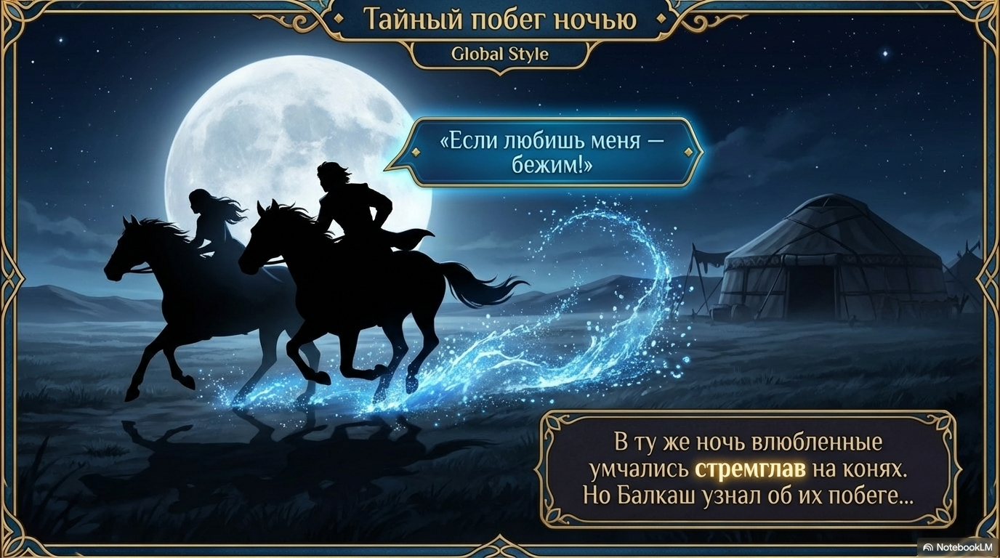 Тайный побег ночью
Global Style
«Если любишь меня —
бежим!»
В ту же ночь влюбленные
умчались стремглав на конях.
Но Балкаш узнал об их побеге...
NotebookLM